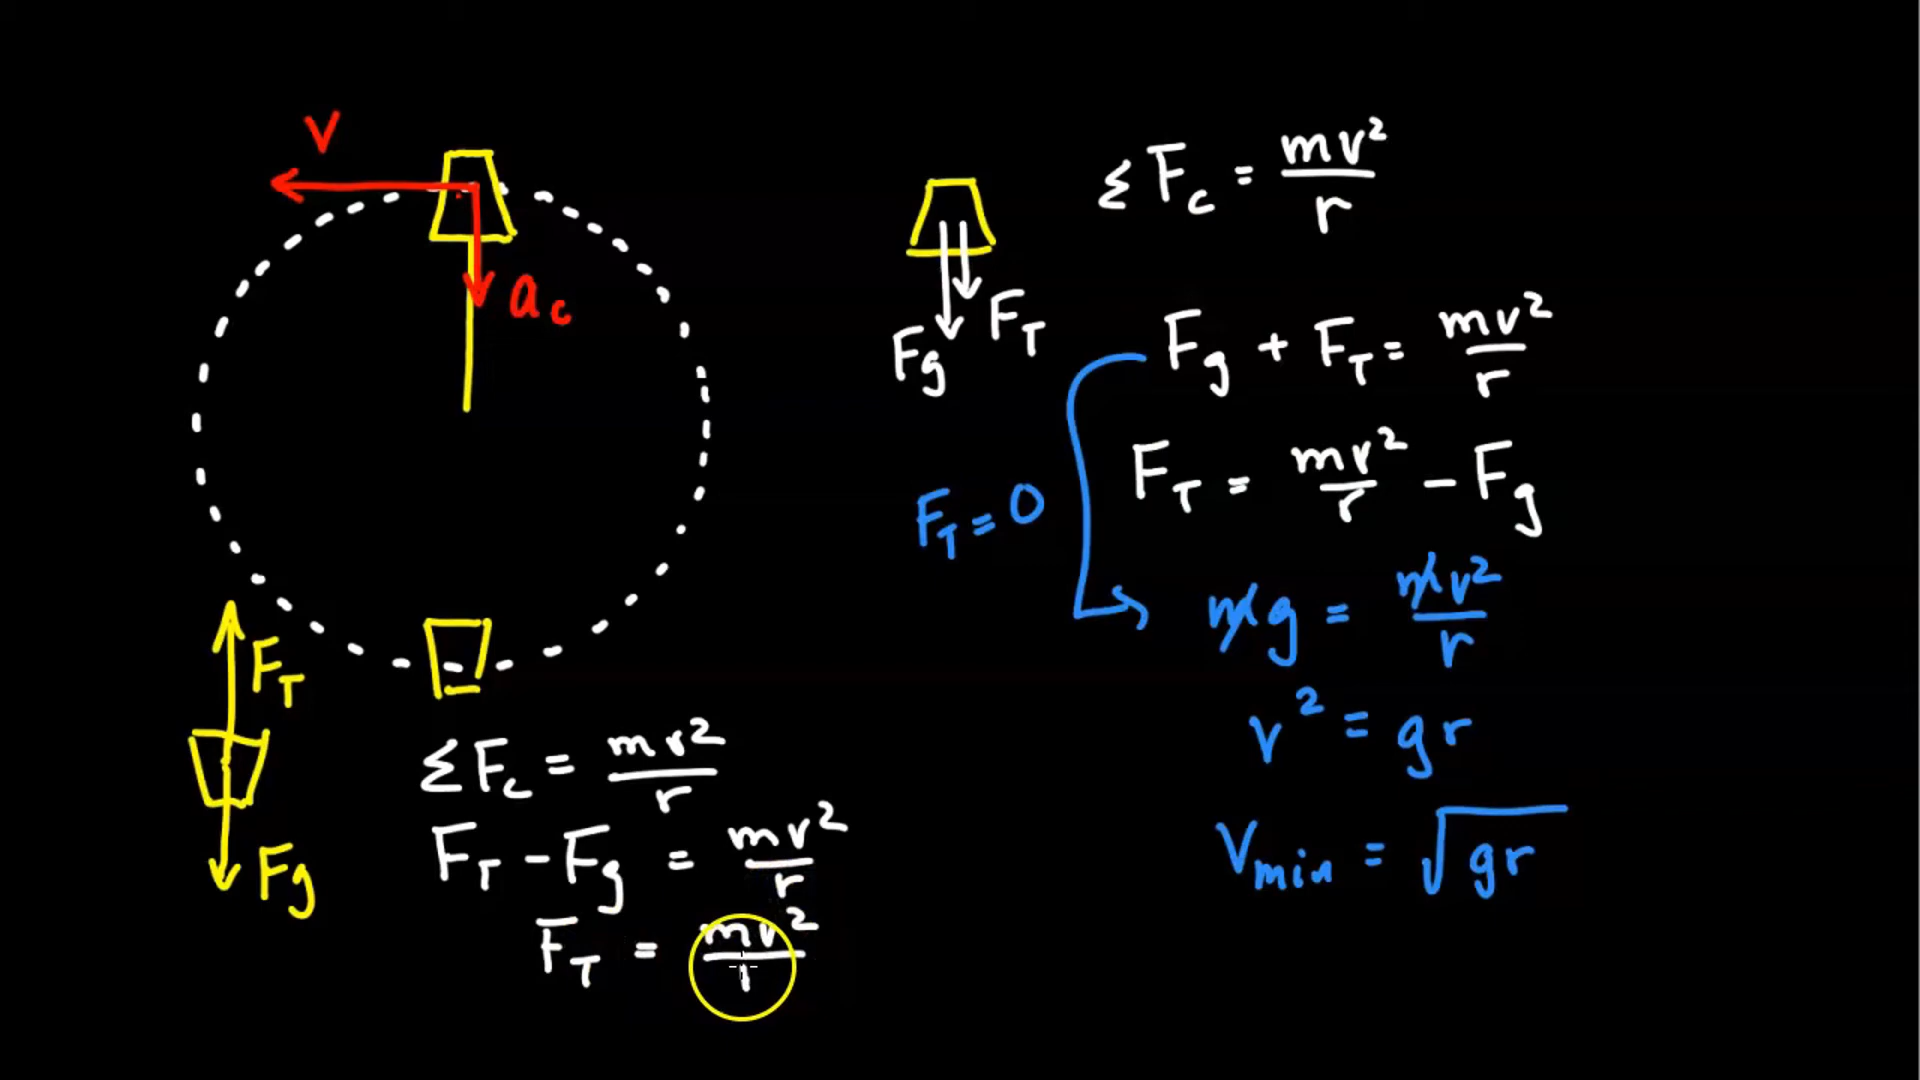 v
a_c
F_g
F_T
ΣF_c = mv²/r
F_g + F_T = mv²/r
F_T = mv²/r - F_g
F_T = 0
mg = mv²/r
v² = gr
v_min = √gr
F_T
F_g
ΣF_c = mv²/r
F_T - F_g = mv²/r
F_T = mv²/r